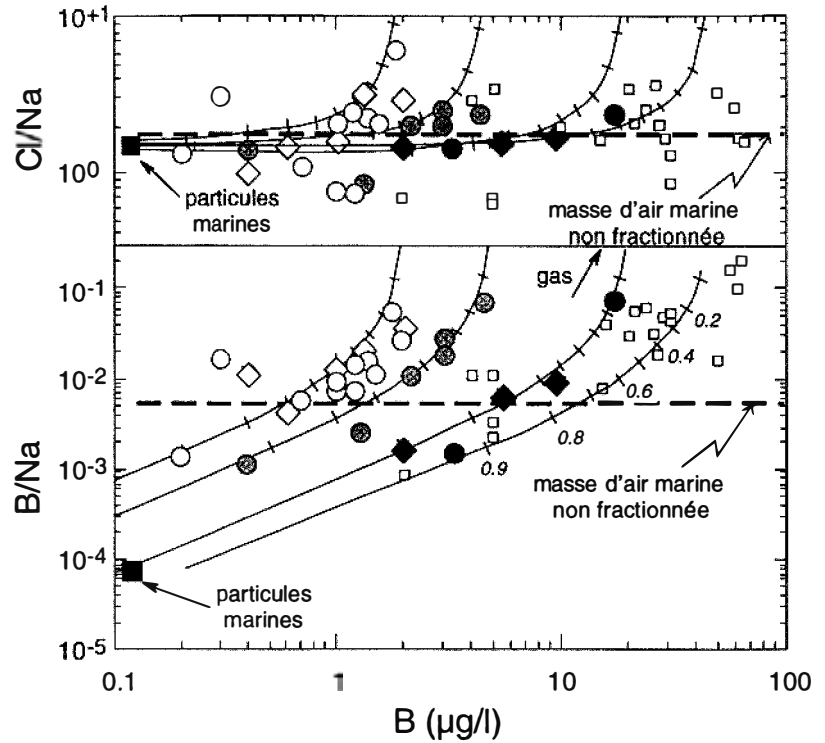 10+1
Cl/Na
100
particules
marines
masse d'air marine
non fractionnée
gas
10-1
0.2
0.4
10-2
0.6
0.8
B/Na
10-3
0.9
masse d'air marine
non fractionnée
10-4
particules
marines
10-5
0.1
1
10
100
B (µg/l)